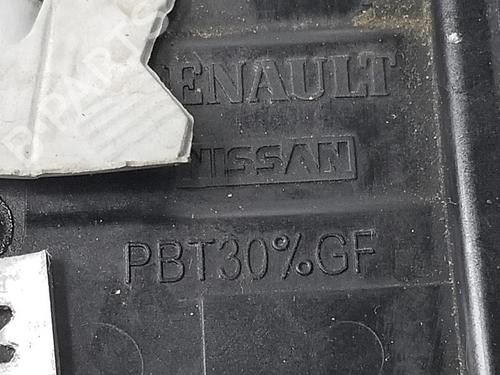 ENAULT
NISSAN
PBT30%GF